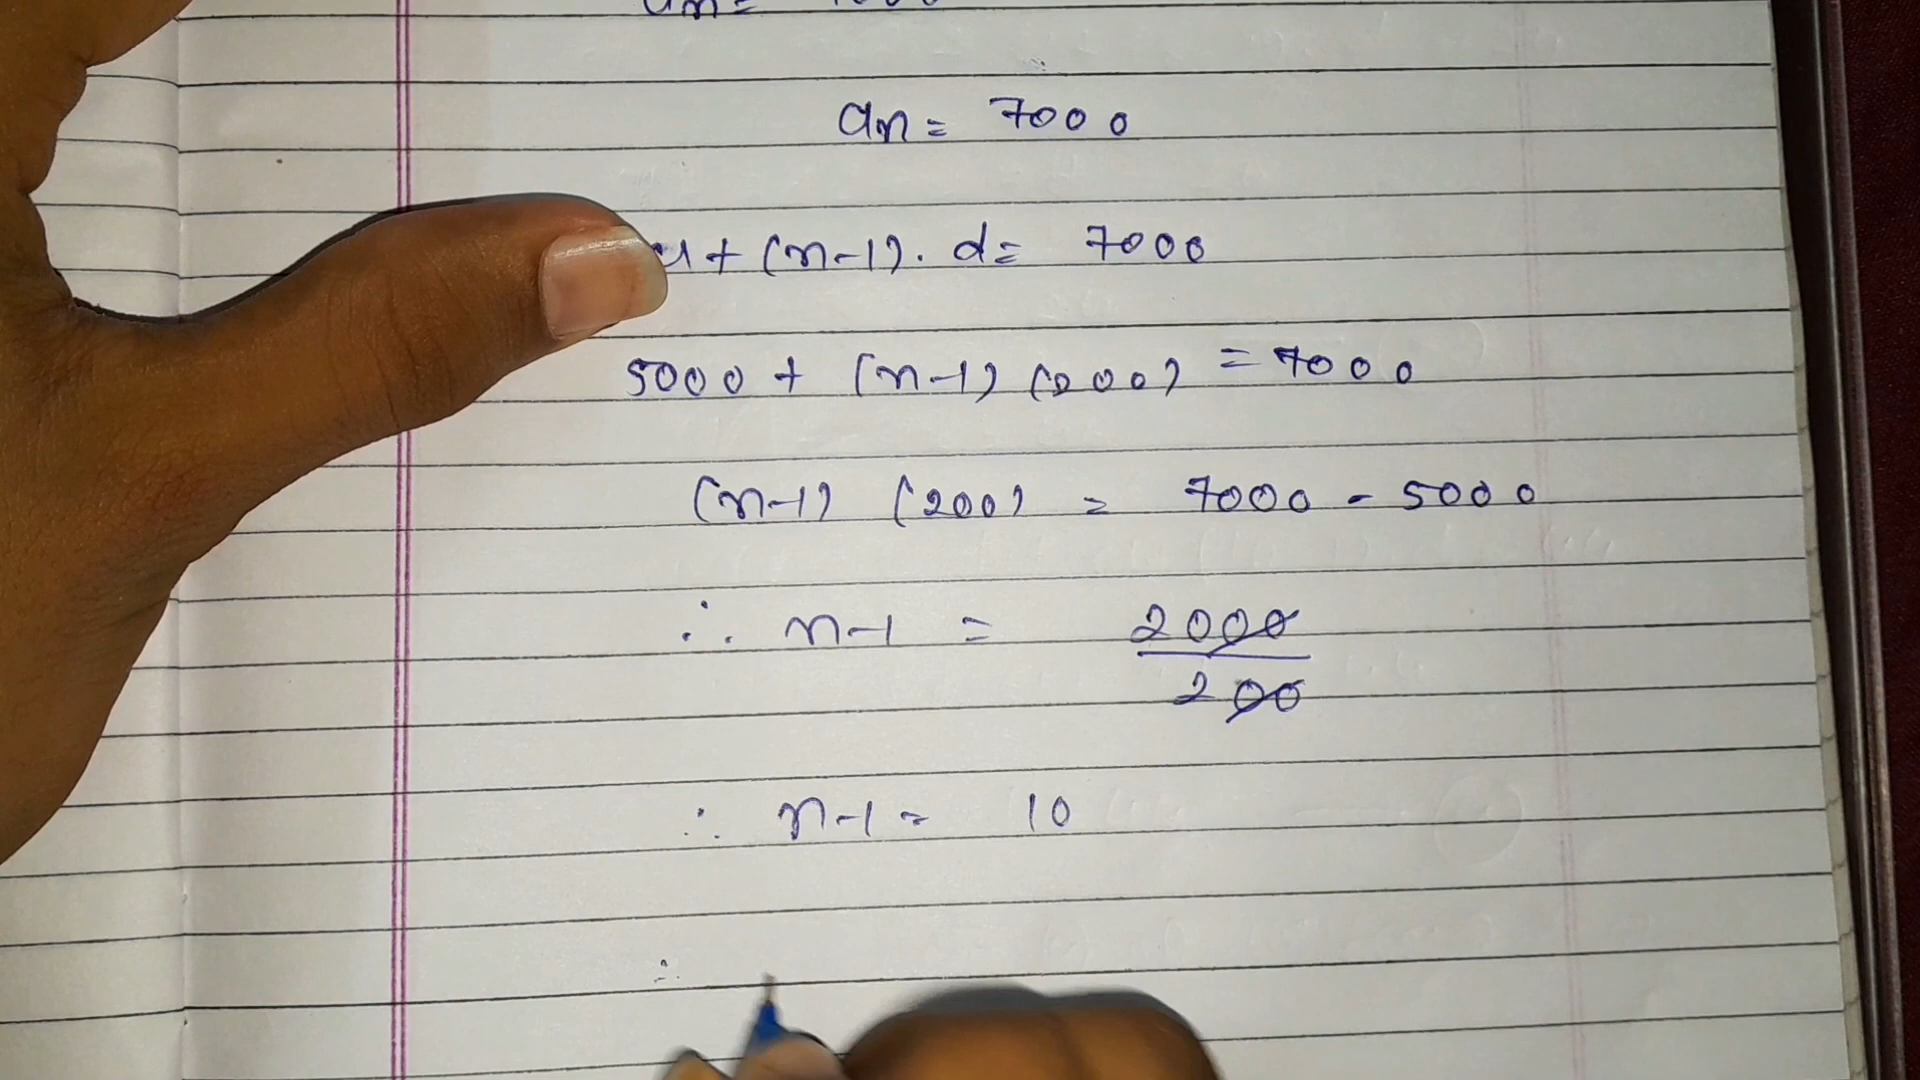 an = 7000
+ (n-1). d = 7000
5000 + (n-1) (200) = 7000
(n-1) (200) = 7000 - 5000
∴ n-1 = 2000
200
∴ n-1 = 10
∴